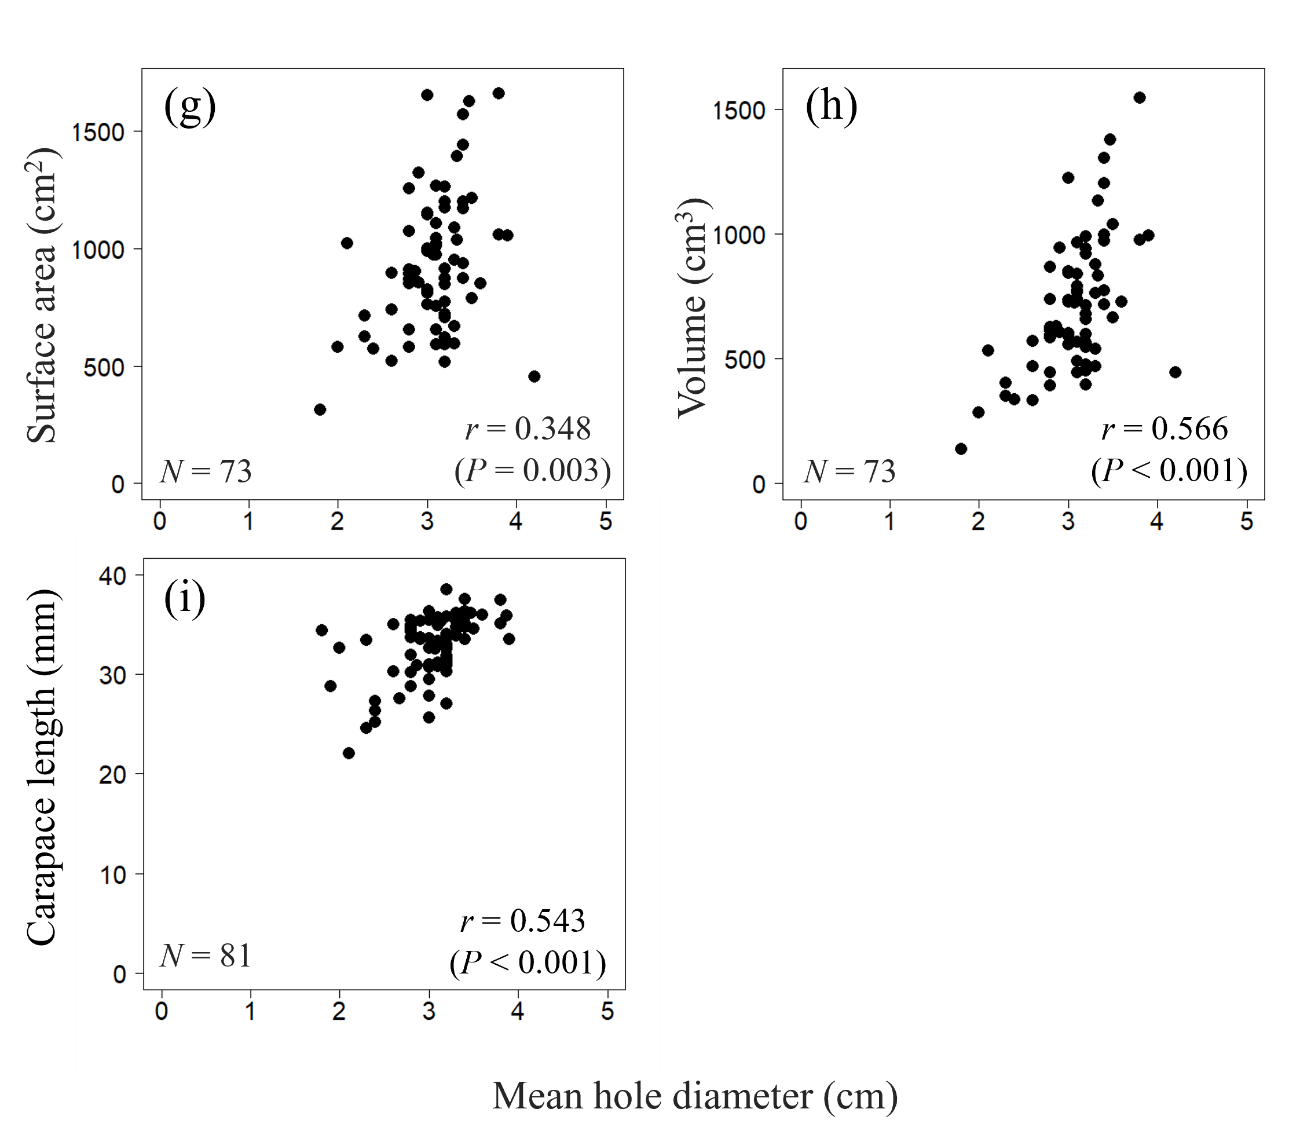 (g)
Surface area (cm²)
1500
1000
500
0
r = 0.348
(P = 0.003)
N = 73
0 1 2 3 4 5
(h)
Volume (cm³)
1500
1000
500
0
r = 0.566
(P < 0.001)
N = 73
0 1 2 3 4 5
(i)
Carapace length (mm)
40
30
20
10
0
r = 0.543
(P < 0.001)
N = 81
0 1 2 3 4 5
Mean hole diameter (cm)